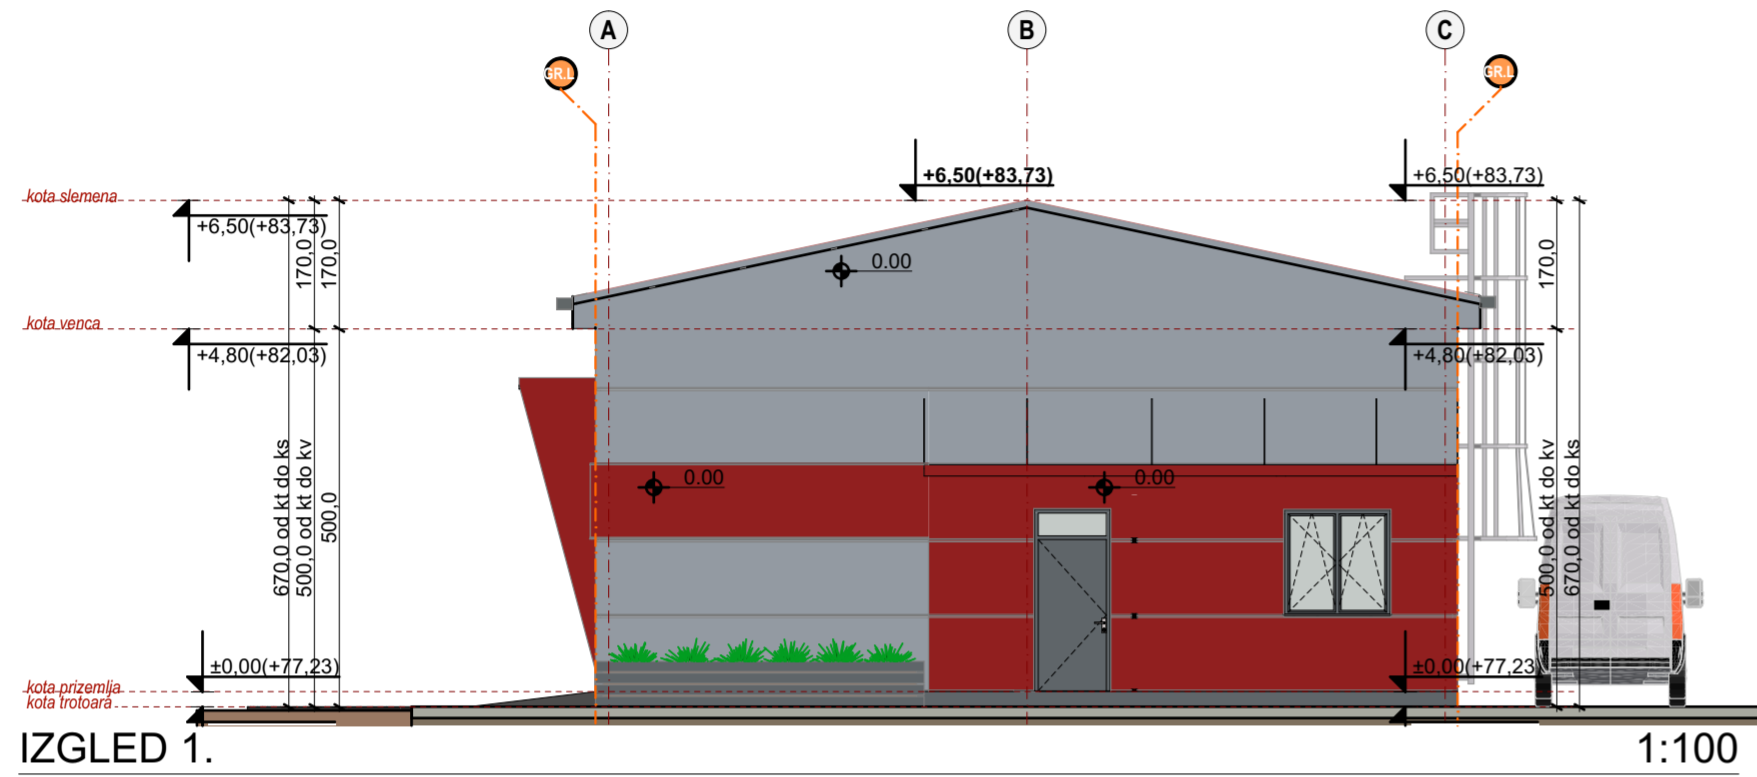 A
B
C
GR.L
GR.L
+6,50(+83,73)
+6,50(+83,73)
kota slemena
+6,50(+83,73)
170,0
170,0
170,0
0.00
kota venca
+4,80(+82,03)
+4,80(+82,03)
670,0 od kt do ks
500,0 od kt do kv
500,0
0.00
0.00
500,0 od kt do kv
670,0 od kt do ks
±0,00(+77,23)
±0,00(+77,23
kota prizemlja
kota trotoara
IZGLED 1.
1:100